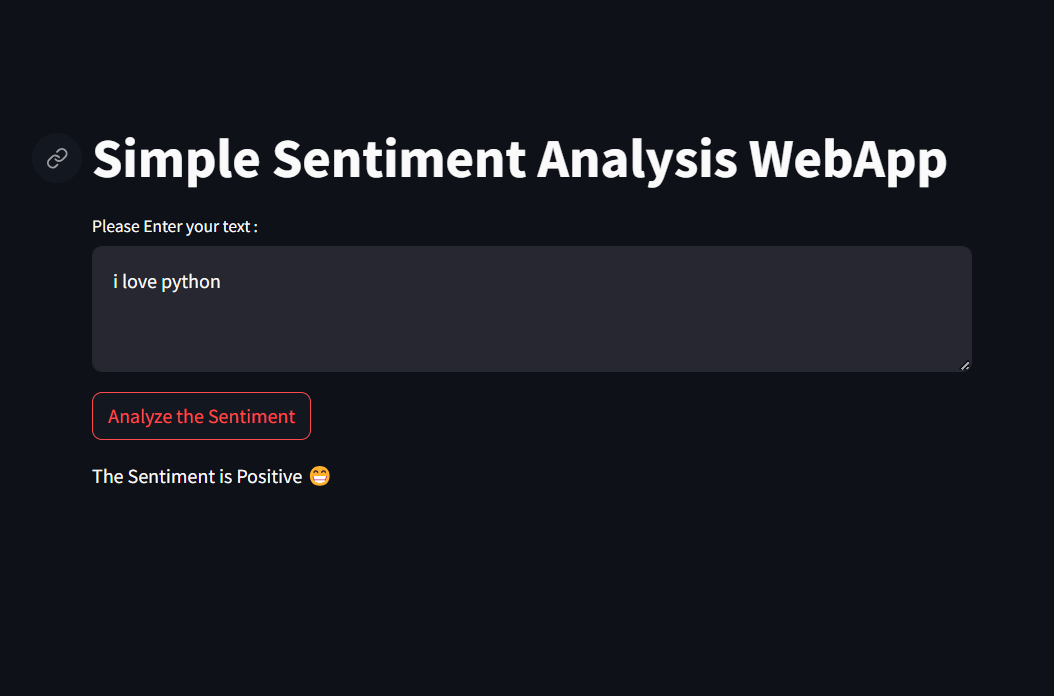 Simple Sentiment Analysis WebApp
Please Enter your text :
i love python
Analyze the Sentiment
The Sentiment is Positive 😁